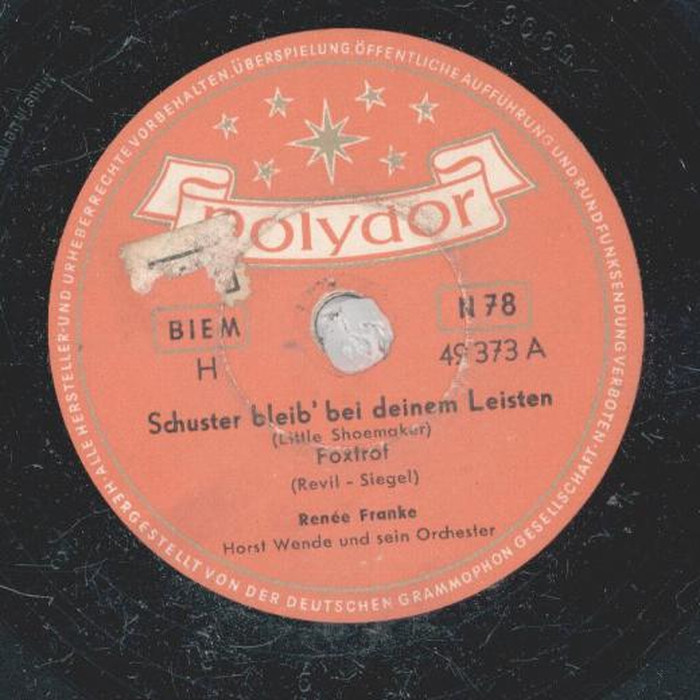 ALLE HERSTELLER-UND URHEBERRECHTE VORBEHALTEN. ÜBERSPIELUNG. ÖFFENTLICHE AUFFÜHRUNG UND RUNDFUNKSENDUNG VERBOTEN.
Polydor
BIEM
N 78
H
49 373 A
Schuster bleib' bei deinem Leisten
(Little Shoemaker)
Foxtrot
(Revil - Siegel)
Renée Franke
Horst Wende und sein Orchester
HERGESTELLT VON DER DEUTSCHEN GRAMMOPHON GESELLSCHAFT